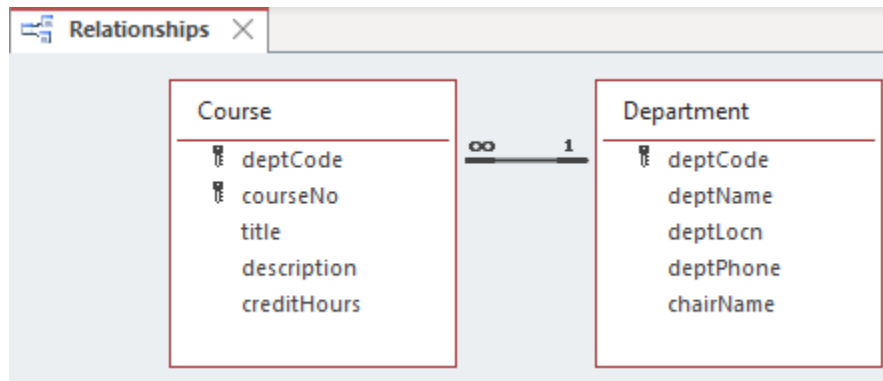 Relationships
Course
deptCode
courseNo
title
description
creditHours
∞ 1
Department
deptCode
deptName
deptLocn
deptPhone
chairName